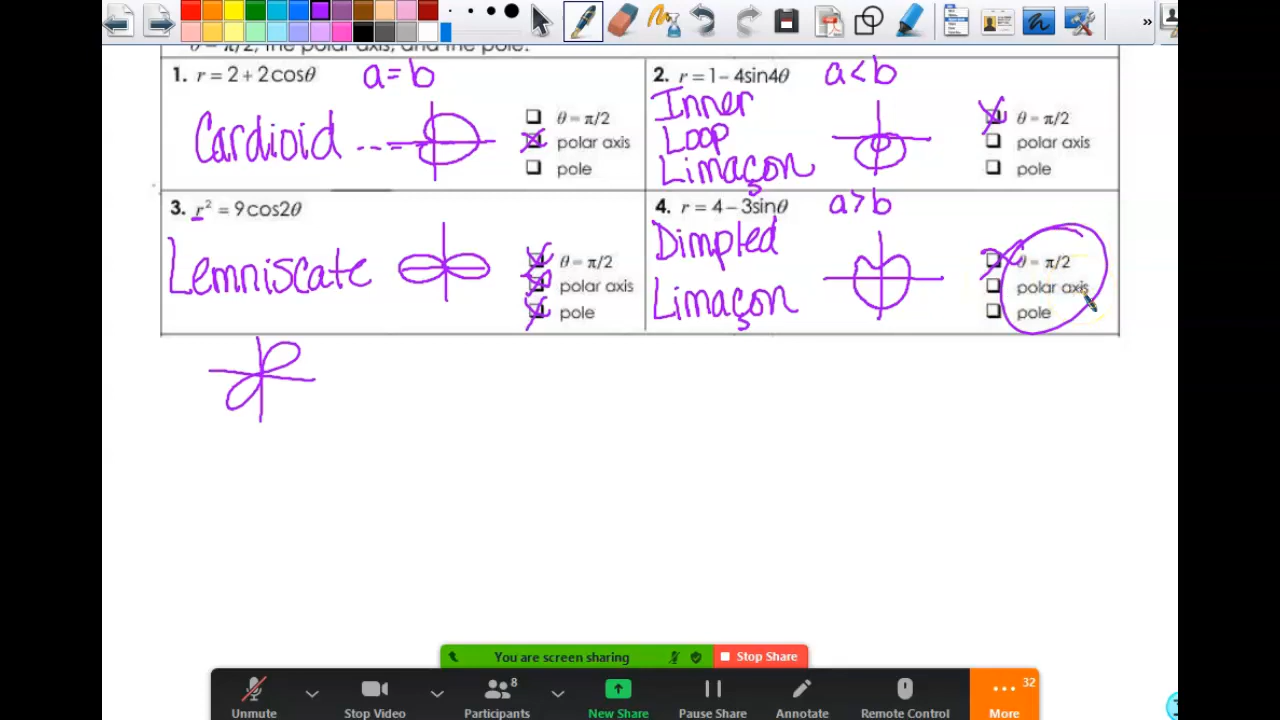 θ = π/2, the polar axis, and the pole.
1. r = 2 + 2cosθ a = b
Cardioid
θ = π/2
polar axis
pole
2. r = 1 – 4sin4θ a < b
Inner
Loop
Limaçon
θ = π/2
polar axis
pole
3. r² = 9cos2θ
Lemniscate
θ = π/2
polar axis
pole
4. r = 4 – 3sinθ a > b
Dimpled
Limaçon
θ = π/2
polar axis
pole
You are screen sharing
Stop Share
8
32
Unmute
Stop Video
Participants
New Share
Pause Share
Annotate
Remote Control
More